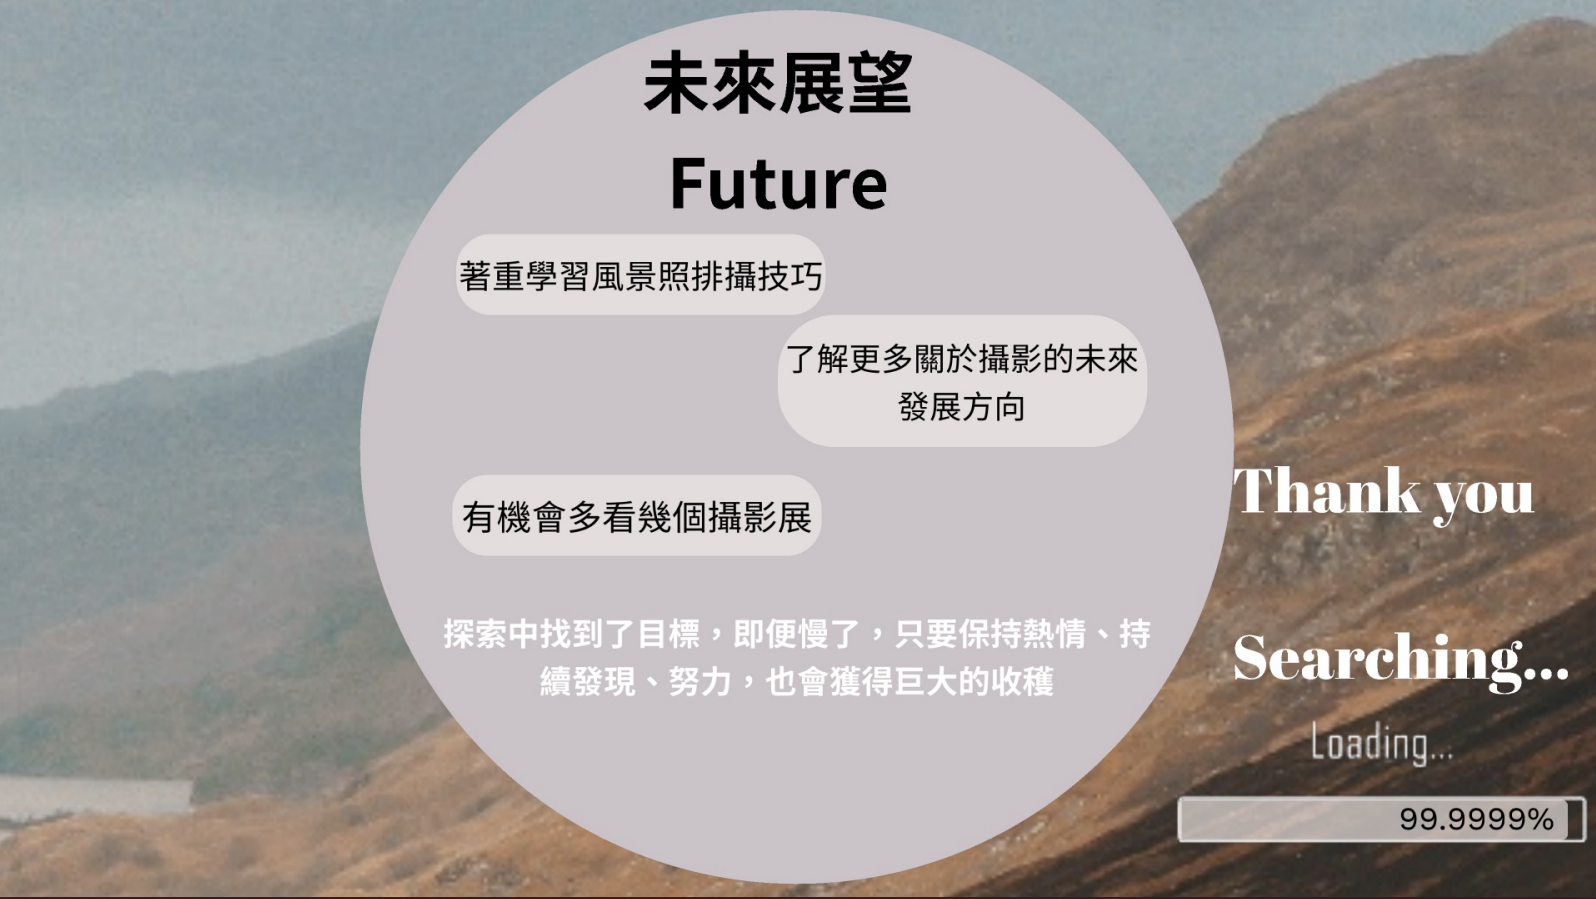 未來展望
Future
著重學習風景照排攝技巧
了解更多關於攝影的未來
發展方向
有機會多看幾個攝影展
探索中找到了目標，即便慢了，只要保持熱情、持
續發現、努力，也會獲得巨大的收穫
Thank you
Searching...
Loading...
99.9999%